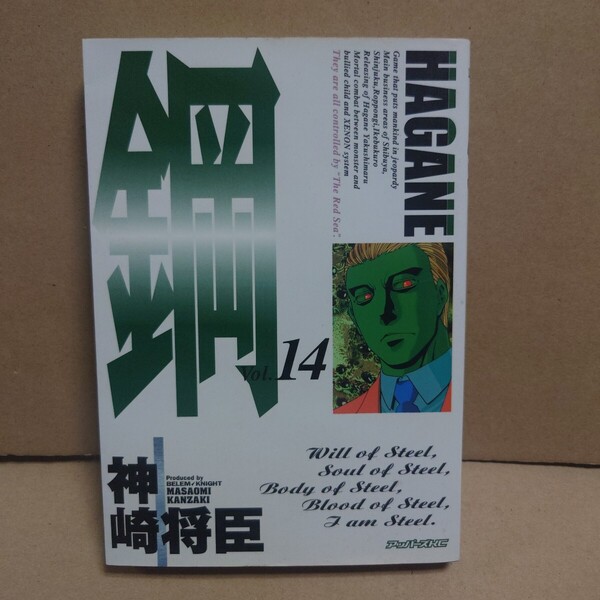 HAGANE
Game that puts mankind in jeopardy
Main business areas of Shibuya,
Shinjuku,Roppongi,Ikebukuro
Releasing of Hagane Yakushimaru
Mortal combat between monster and
bullied child and XENON system
They are all controlled by "The Red Sea".
鋼
Vol.14
Will of Steel,
Soul of Steel,
Body of Steel,
Blood of Steel,
I am Steel.
Produced by
BELEM/KNIGHT
MASAOMI
KANZAKI
神崎将臣
アッパーズKC